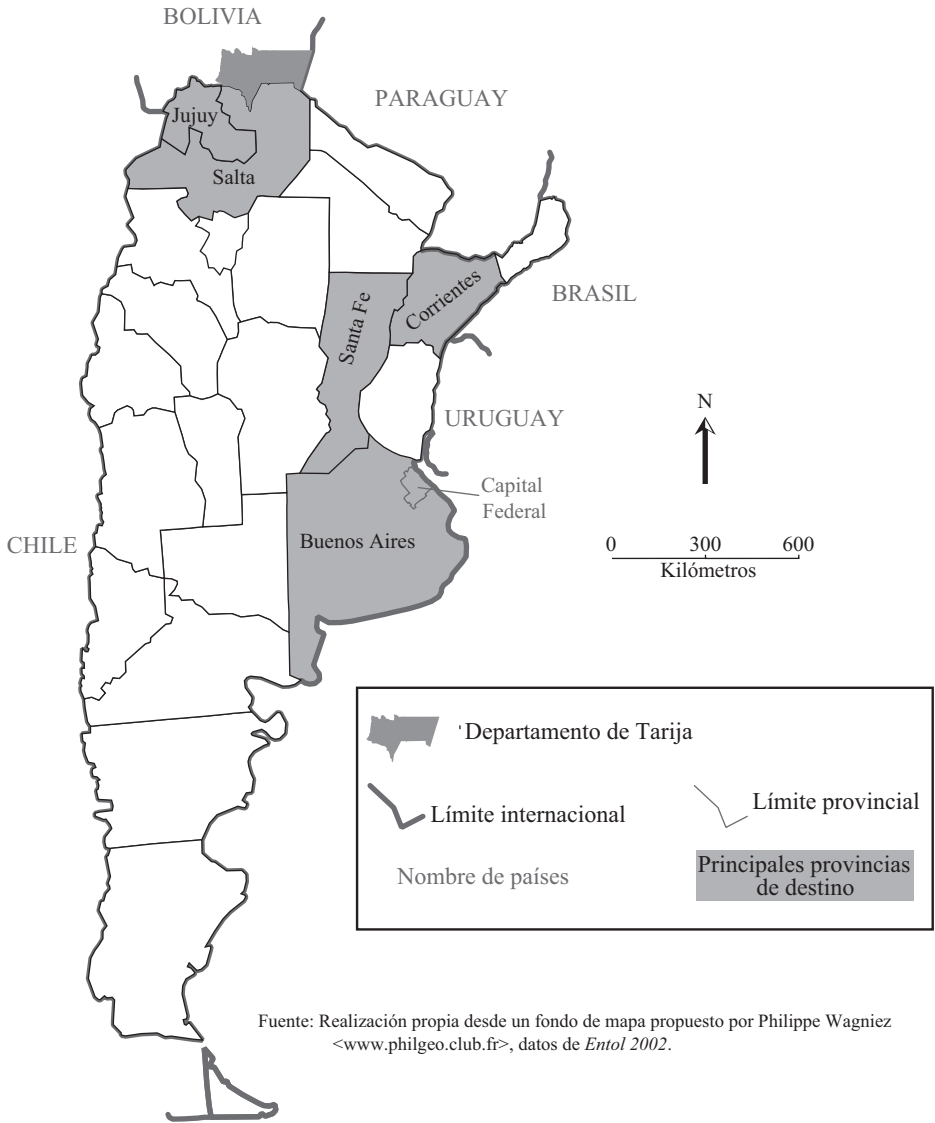 BOLIVIA
PARAGUAY
Jujuy
Salta
BRASIL
Corrientes
Santa Fe
URUGUAY
N
Capital
Federal
CHILE
Buenos Aires
0 300 600
Kilómetros
Departamento de Tarija
Límite internacional
Límite provincial
Nombre de países
Principales provincias
de destino
Fuente: Realización propia desde un fondo de mapa propuesto por Philippe Wagniez
<www.philgeo.club.fr>, datos de Entol 2002.